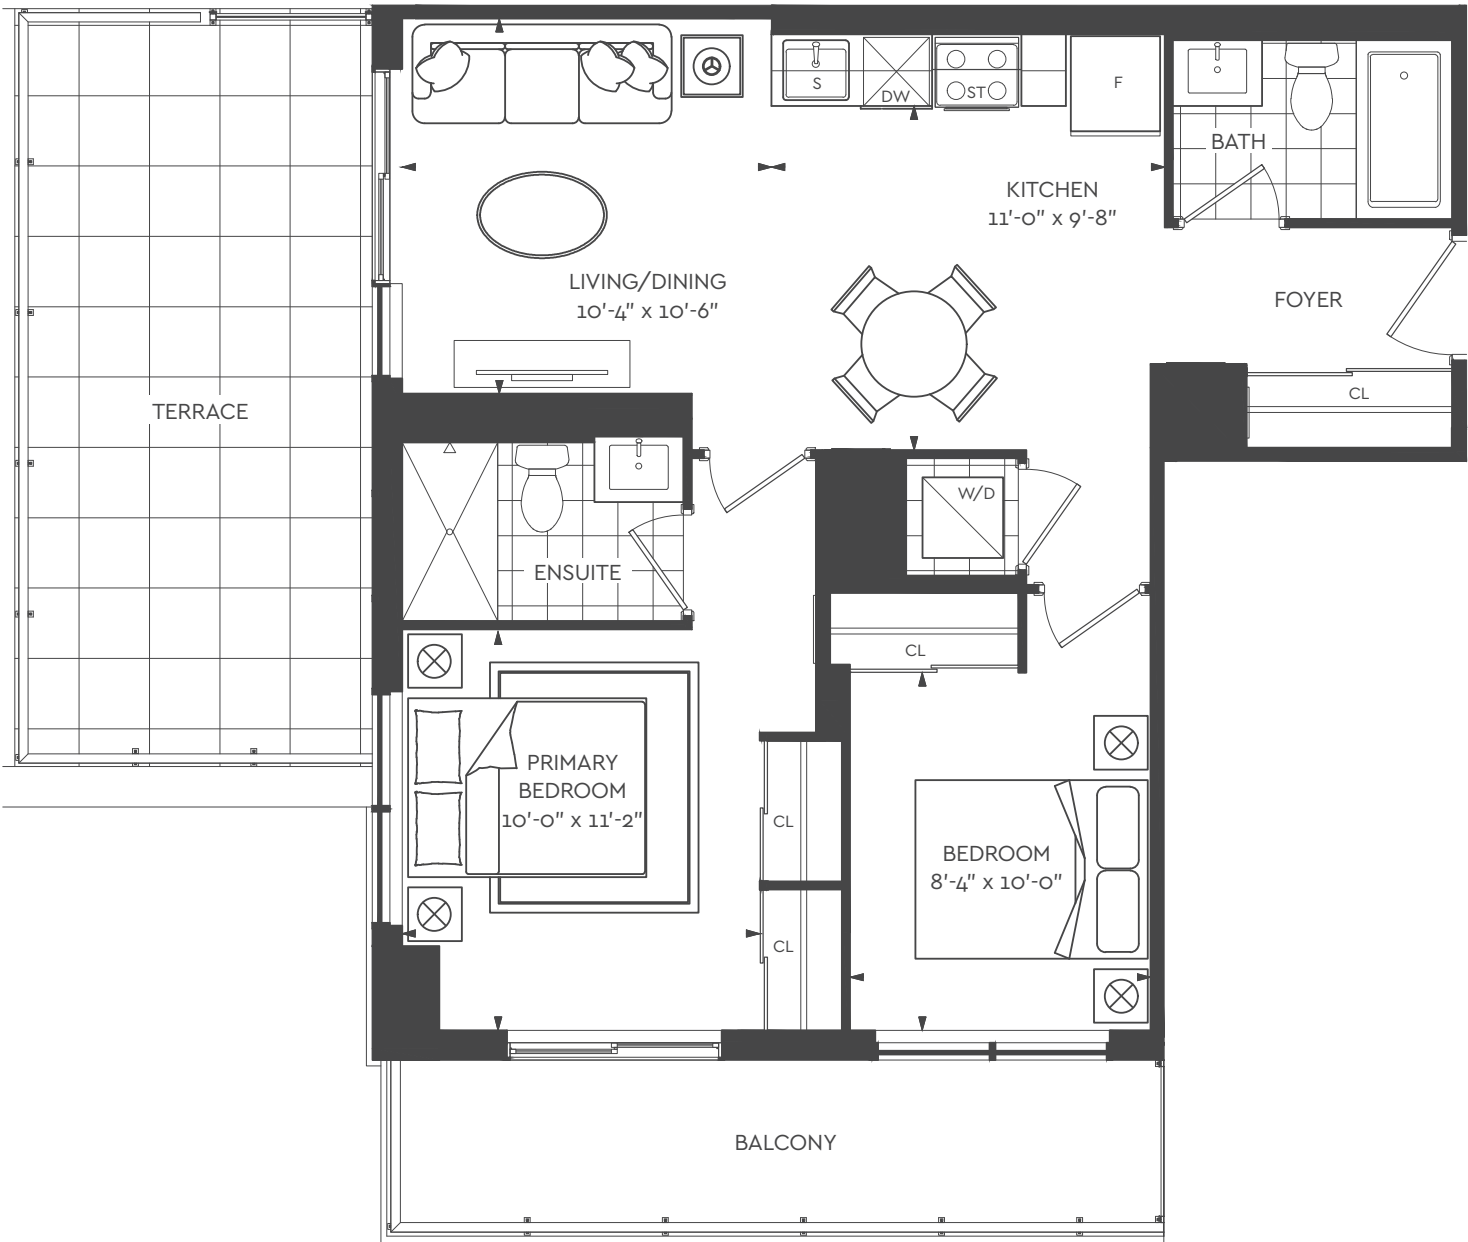 S
DW
ST
F
BATH
KITCHEN
11'-0" x 9'-8"
LIVING/DINING
10'-4" x 10'-6"
FOYER
CL
TERRACE
W/D
ENSUITE
CL
PRIMARY
BEDROOM
10'-0" x 11'-2"
CL
BEDROOM
8'-4" x 10'-0"
CL
BALCONY